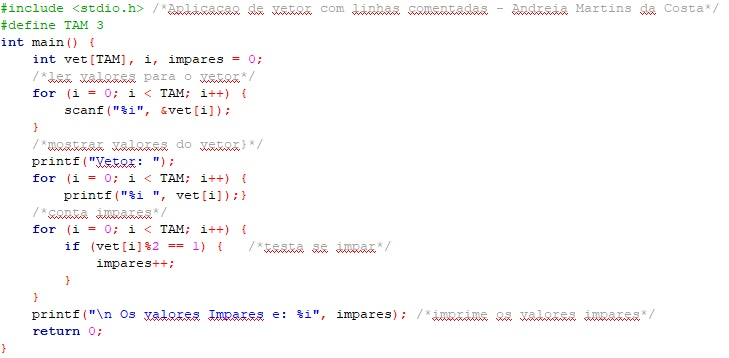 #include <stdio.h> /*Aplicacao de vetor com linhas comentadas - Andreia Martins da Costa*/
#define TAM 3
int main() {
    int vet[TAM], i, impares = 0;
    /*ler valores para o vetor*/
    for (i = 0; i < TAM; i++) {
        scanf("%i", &vet[i]);
    }
    /*mostrar valores do vetor}*/
    printf("Vetor: ");
    for (i = 0; i < TAM; i++) {
        printf("%i ", vet[i]);}
    /*conta impares*/
    for (i = 0; i < TAM; i++) {
        if (vet[i]%2 == 1) {   /*testa se impar*/
            impares++;
        }
    }
    printf("\n Os valores Impares e: %i", impares); /*imprime os valores impares*/
    return 0;
}